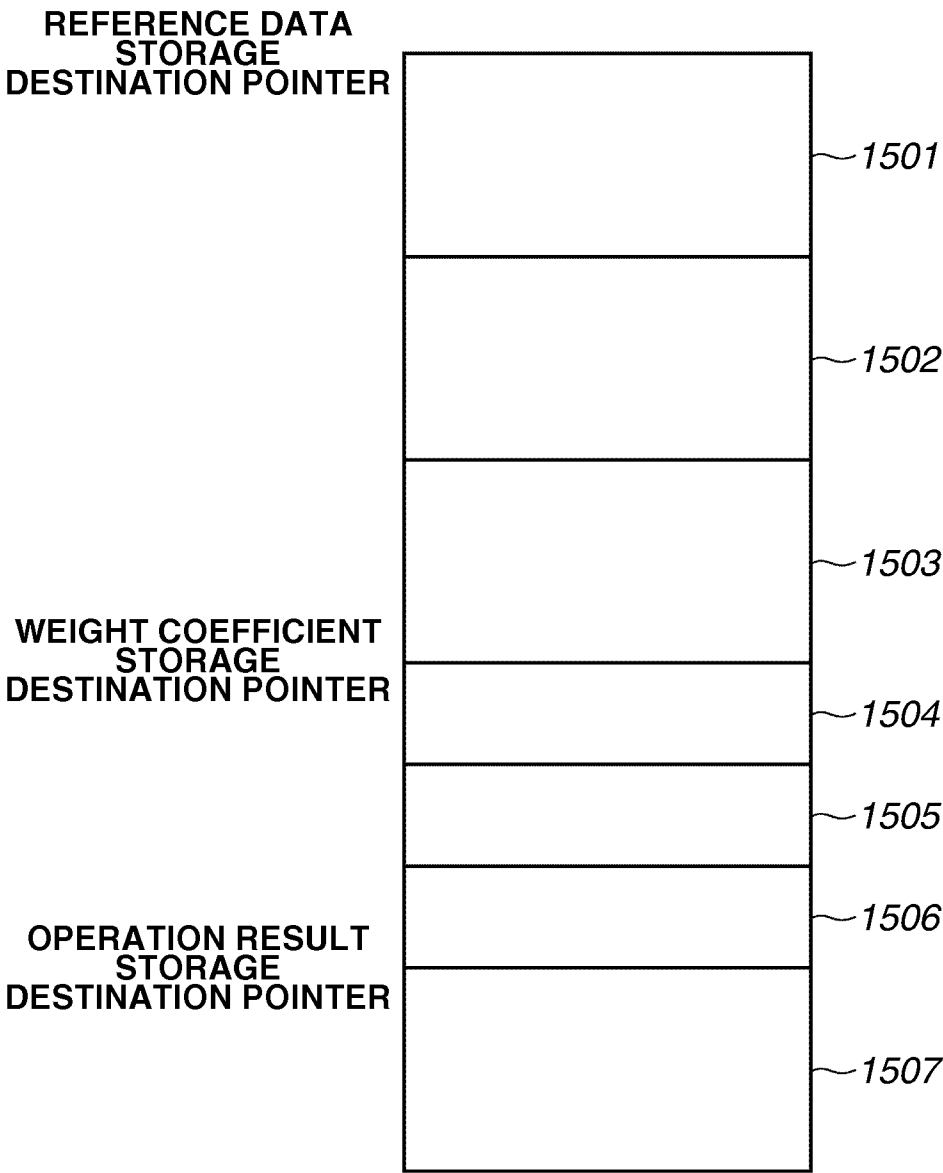 REFERENCE DATA
STORAGE
DESTINATION POINTER
1501
1502
1503
WEIGHT COEFFICIENT
STORAGE
DESTINATION POINTER
1504
1505
1506
OPERATION RESULT
STORAGE
DESTINATION POINTER
1507